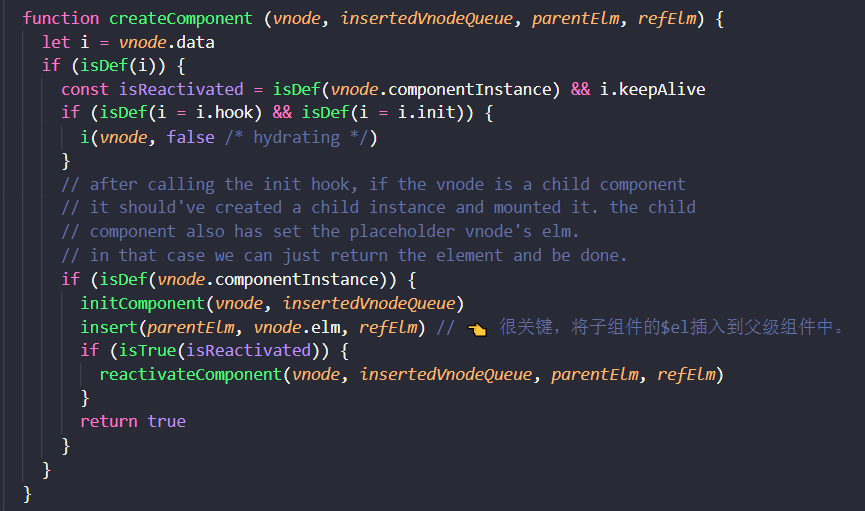 function createComponent (vnode, insertedVnodeQueue, parentElm, refElm) {
  let i = vnode.data
  if (isDef(i)) {
    const isReactivated = isDef(vnode.componentInstance) && i.keepAlive
    if (isDef(i = i.hook) && isDef(i = i.init)) {
      i(vnode, false /* hydrating */)
    }
    // after calling the init hook, if the vnode is a child component
    // it should've created a child instance and mounted it. the child
    // component also has set the placeholder vnode's elm.
    // in that case we can just return the element and be done.
    if (isDef(vnode.componentInstance)) {
      initComponent(vnode, insertedVnodeQueue)
      insert(parentElm, vnode.elm, refElm) // 👈 很关键，将子组件的$el插入到父级组件中。
      if (isTrue(isReactivated)) {
        reactivateComponent(vnode, insertedVnodeQueue, parentElm, refElm)
      }
      return true
    }
  }
}